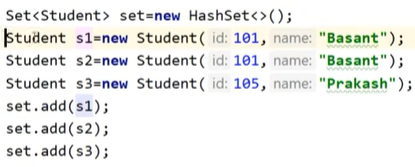 Set<Student> set=new HashSet<>();
Student s1=new Student( id: 101, name: "Basant");
Student s2=new Student( id: 101, name: "Basant");
Student s3=new Student( id: 105, name: "Prakash");
set.add(s1);
set.add(s2);
set.add(s3);